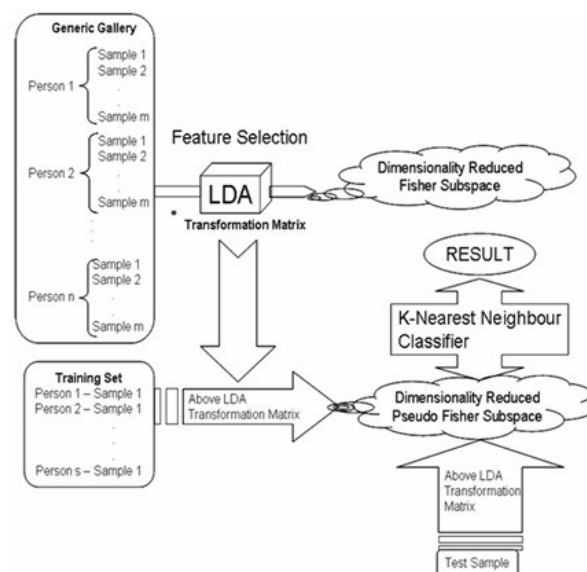 Generic Gallery
Sample 1
Sample 2
.
Person 1
.
Sample m
Sample 1
Sample 2
.
Person 2
.
Sample m
.
.
.
.
Sample 1
Sample 2
.
Person n
.
Sample m
Feature Selection
LDA
Transformation Matrix
Dimensionality Reduced
Fisher Subspace
RESULT
K-Nearest Neighbour
Classifier
Training Set
Person 1 – Sample 1
Person 2 – Sample 1
.
.
.
.
Person s – Sample 1
Above LDA
Transformation Matrix
Dimensionality Reduced
Pseudo Fisher Subspace
Above LDA
Transformation
Matrix
Test Sample